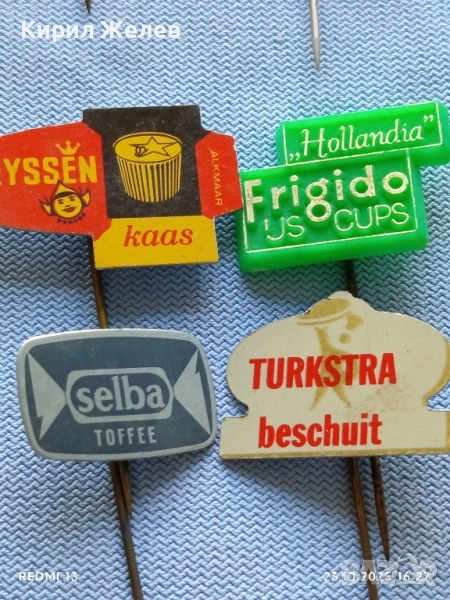 Кирил Желев
YSSEN
ALKMAAR
kaas
„Hollandia”
Frigido
IJS CUPS
selba
TOFFEE
TURKSTRA
beschuit
REDMI 13
23.10.2025 16:27